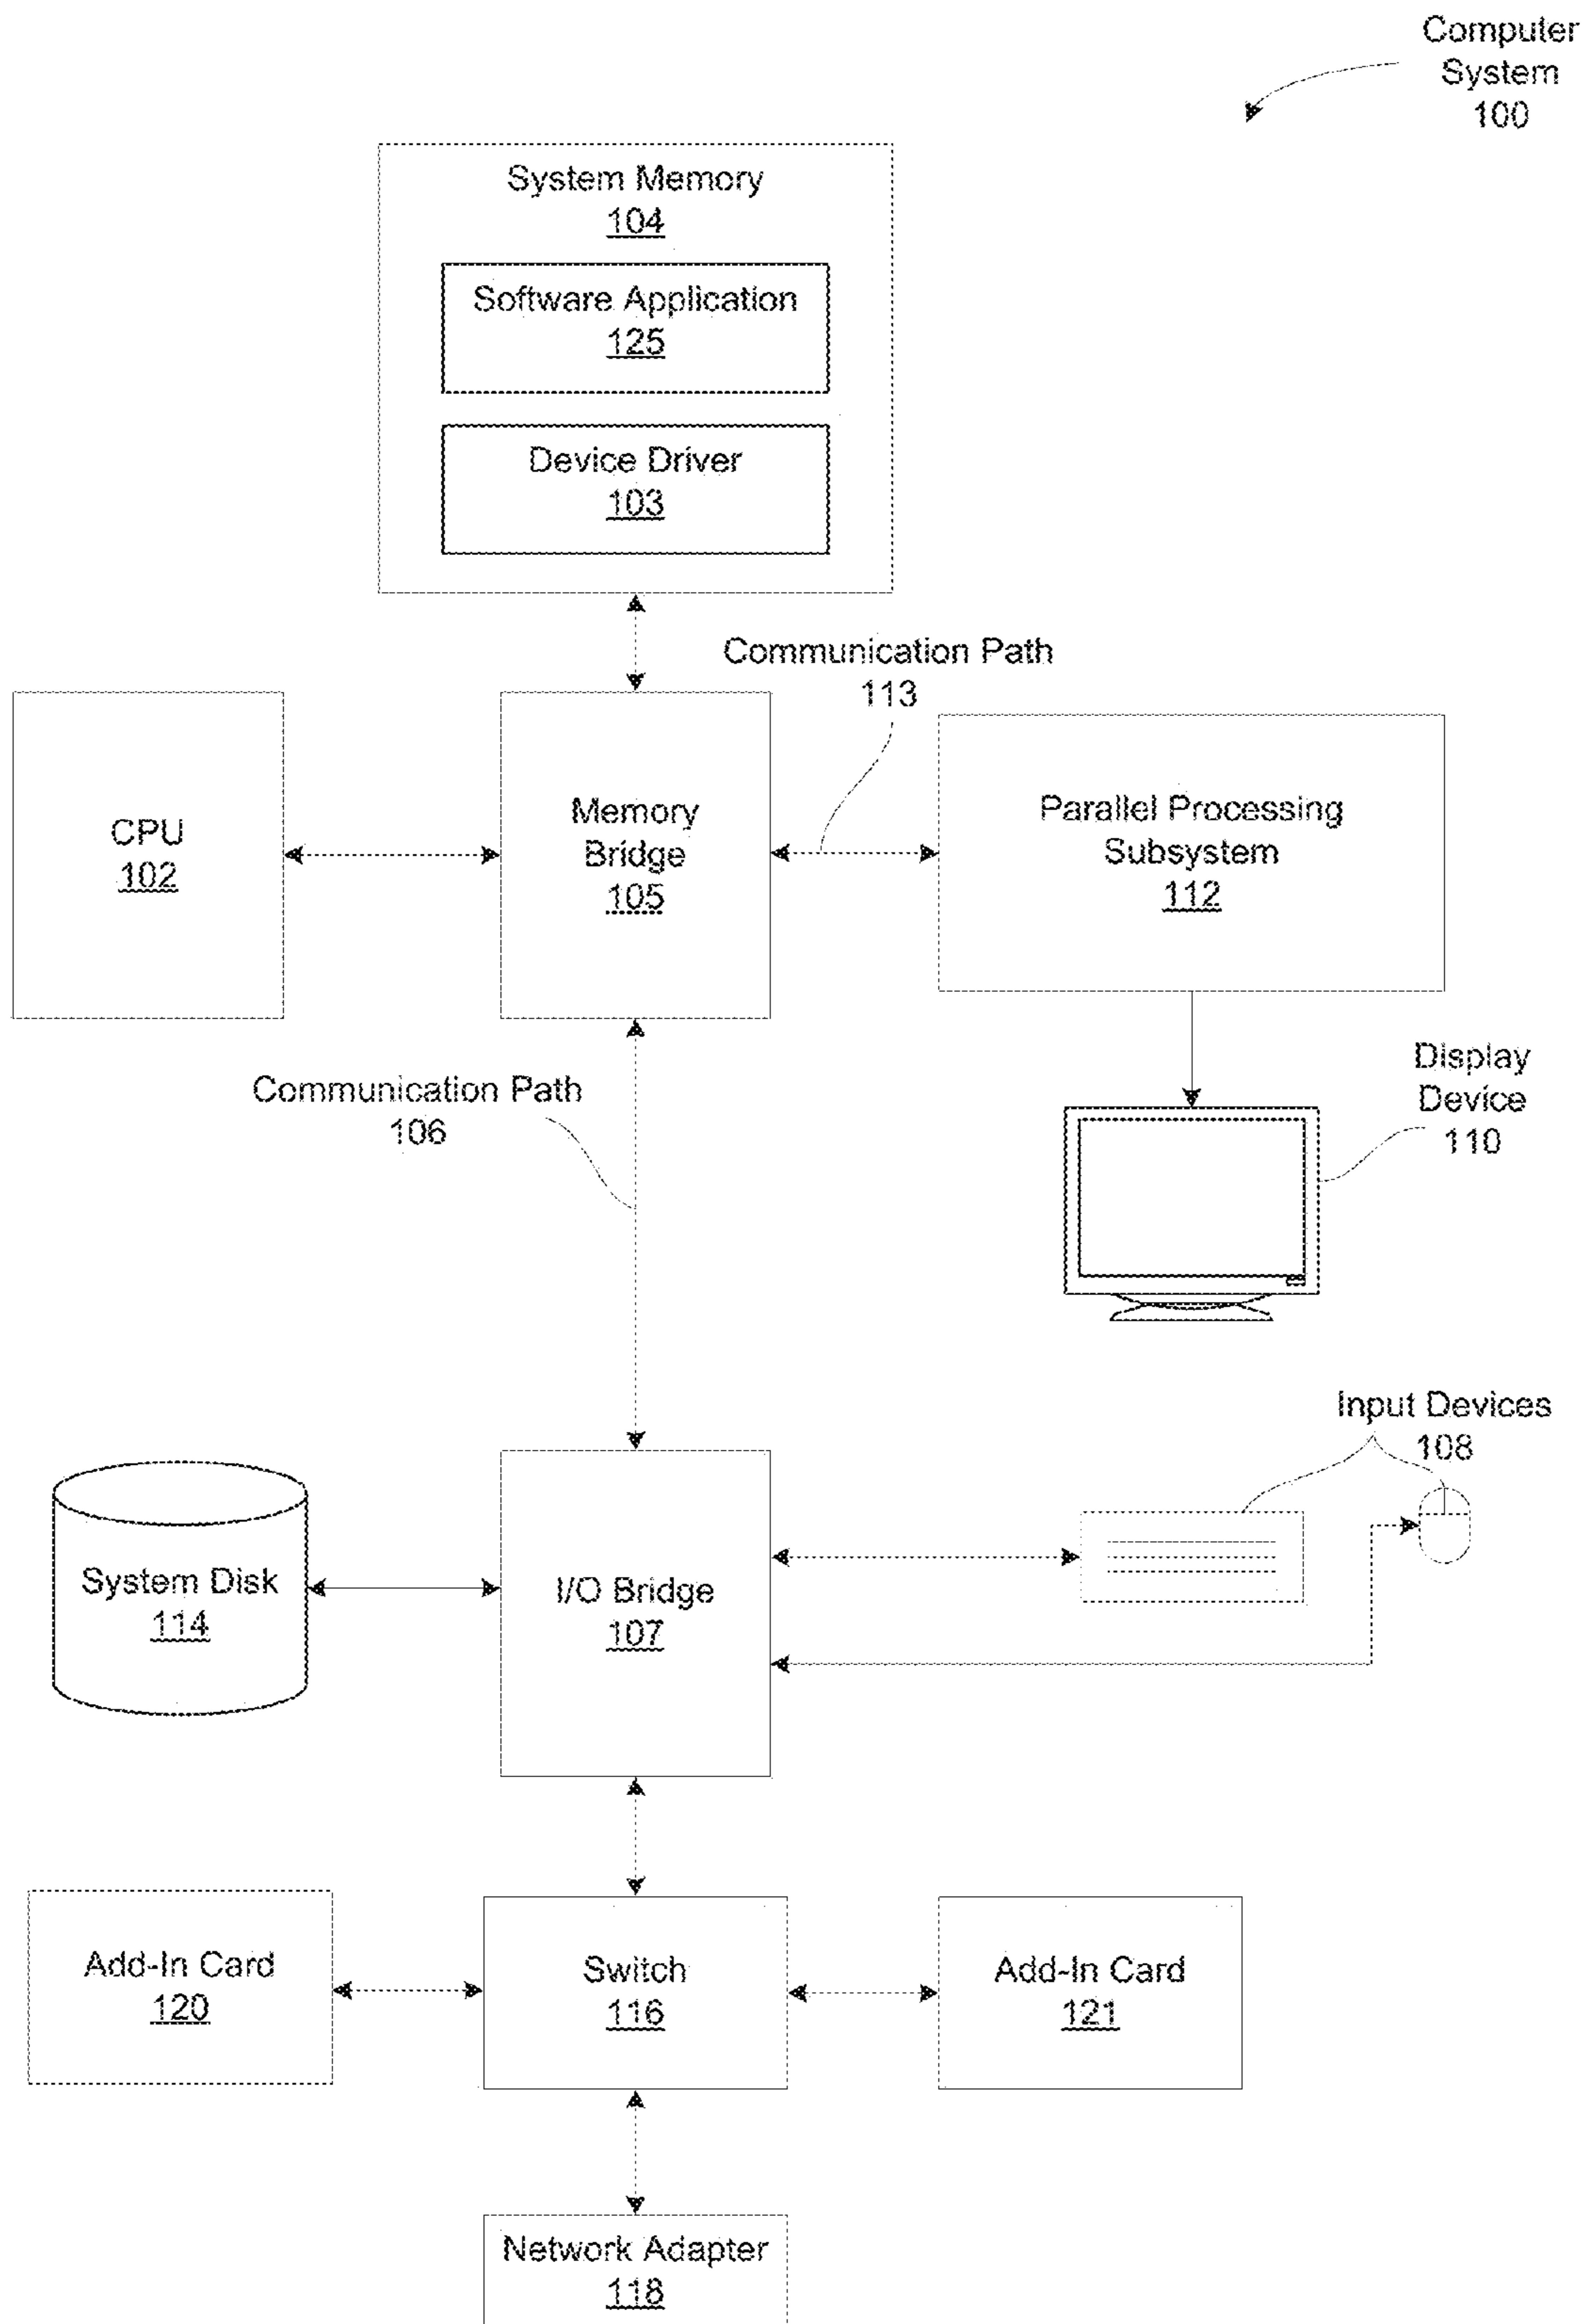 Computer
System
100
System Memory
104
Software Application
125
Device Driver
103
Communication Path
113
CPU
102
Memory
Bridge
105
Parallel Processing
Subsystem
112
Communication Path
106
Display
Device
110
Input Devices
108
System Disk
114
I/O Bridge
107
Add-In Card
120
Switch
116
Add-In Card
121
Network Adapter
118